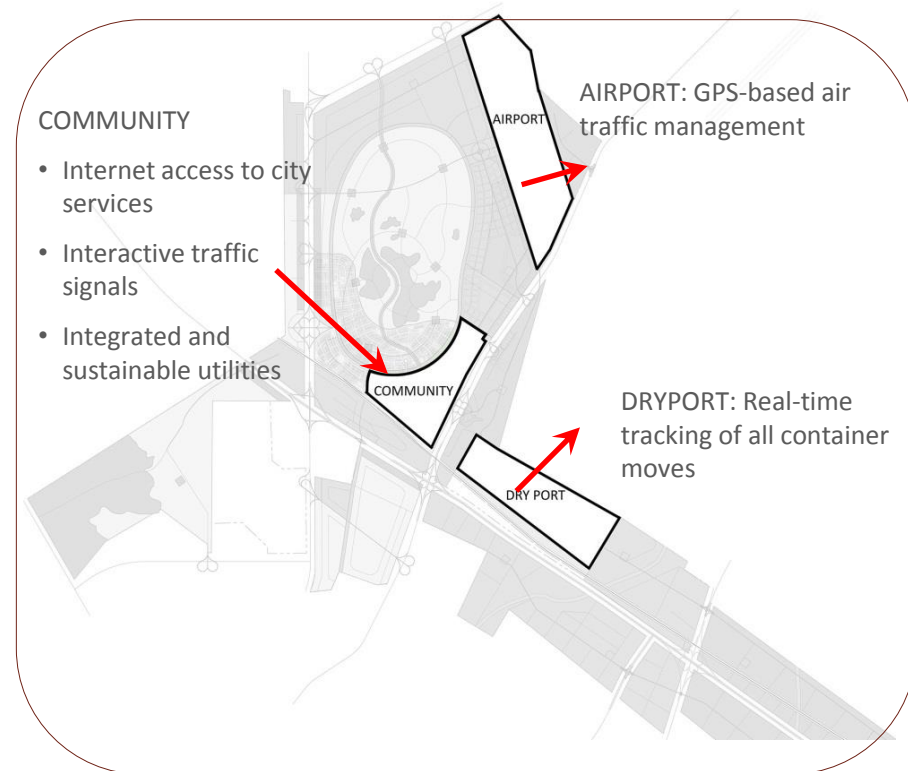 COMMUNITY
• Internet access to city
services
• Interactive traffic
signals
• Integrated and
sustainable utilities
AIRPORT
AIRPORT: GPS-based air
traffic management
COMMUNITY
DRYPORT: Real-time
tracking of all container
moves
DRY PORT